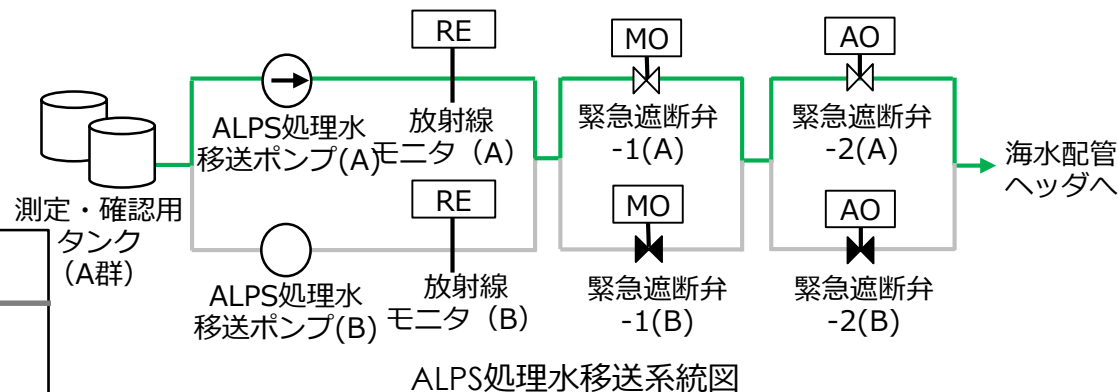 RE
MO
AO
ALPS処理水
移送ポンプ(A)
放射線
モニタ（A）
緊急遮断弁
-1(A)
緊急遮断弁
-2(A)
海水配管
ヘッダへ
測定・確認用
タンク
（A群）
RE
MO
AO
ALPS処理水
移送ポンプ(B)
放射線
モニタ（B）
緊急遮断弁
-1(B)
緊急遮断弁
-2(B)
ALPS処理水移送系統図